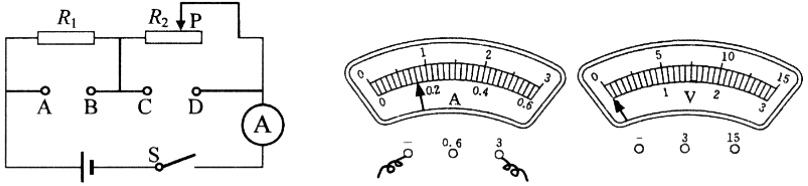 R1 R2 P
A B C D
A
S
0 1 2 3
0 0.2 0.4 0.6
A
− 0.6 3
0 5 10 15
0 1 2 3
V
− 3 15